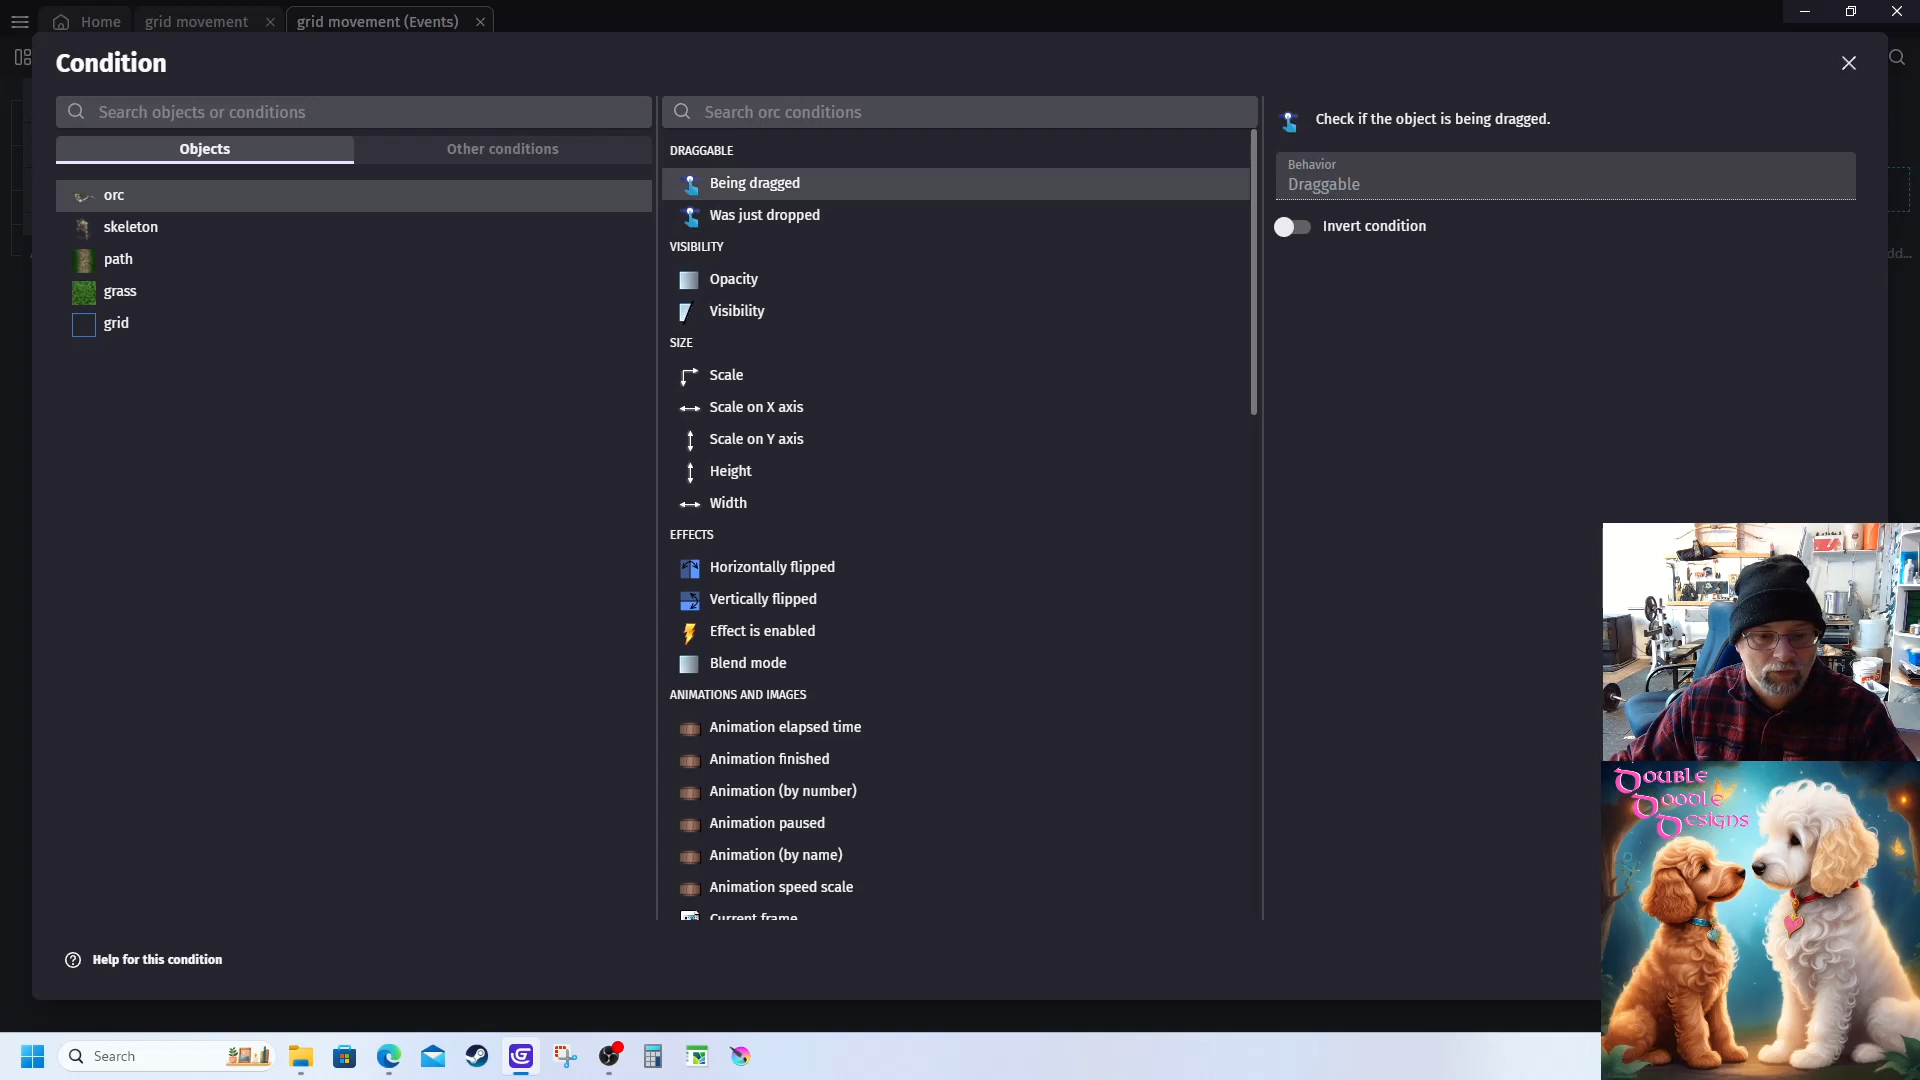 Home
grid movement
grid movement (Events)
Condition
Search objects or conditions
Objects
Other conditions
orc
skeleton
path
grass
grid
Search orc conditions
DRAGGABLE
Being dragged
Was just dropped
VISIBILITY
Opacity
Visibility
SIZE
Scale
Scale on X axis
Scale on Y axis
Height
Width
EFFECTS
Horizontally flipped
Vertically flipped
Effect is enabled
Blend mode
ANIMATIONS AND IMAGES
Animation elapsed time
Animation finished
Animation (by number)
Animation paused
Animation (by name)
Animation speed scale
Current frame
Check if the object is being dragged.
Behavior
Draggable
Invert condition
dd...
Help for this condition
Search
Double
Doodle
Designs